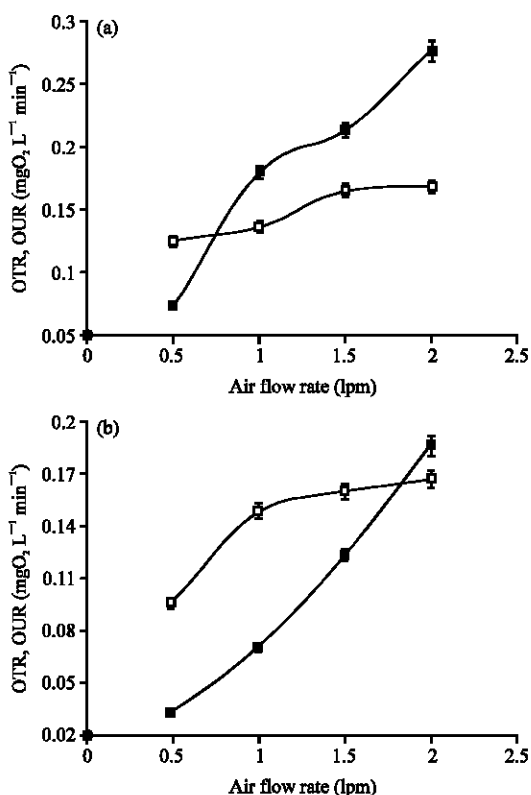 (a)
0.3
0.25
0.2
0.15
0.1
0.05
OTR, OUR (mgO₂ L⁻¹ min⁻¹)
0 0.5 1 1.5 2 2.5
Air flow rate (lpm)
(b)
0.2
0.17
0.11
0.11
0.08
0.05
0.02
OTR, OUR (mgO₂ L⁻¹ min⁻¹)
0 0.5 1 1.5 2 2.5
Air flow rate (lpm)